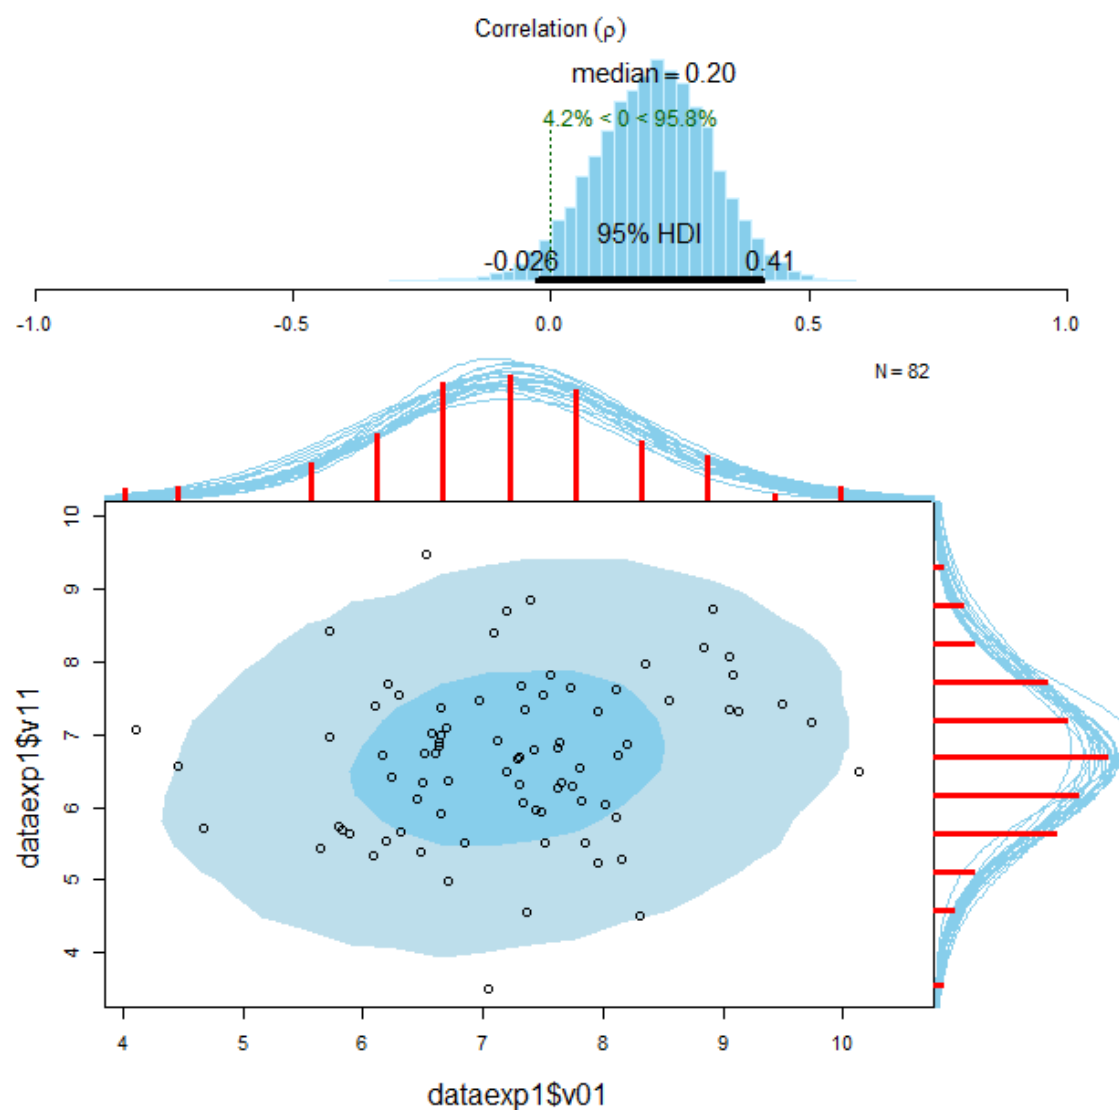 Correlation (ρ)
median = 0.20
4.2% < 0 < 95.8%
95% HDI
-0.026 0.41
-1.0 -0.5 0.0 0.5 1.0
N = 82
10
9
8
7
6
5
4
dataexp1$v11
4 5 6 7 8 9 10
dataexp1$v01